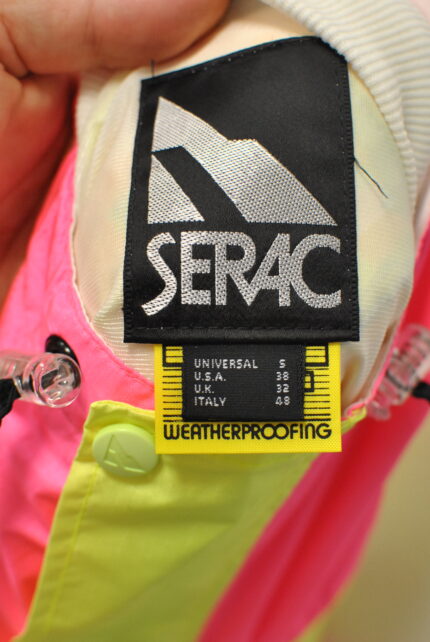 SERAC
UNIVERSAL S
U.S.A. 38
U.K. 32
ITALY 48
WEATHERPROOFING